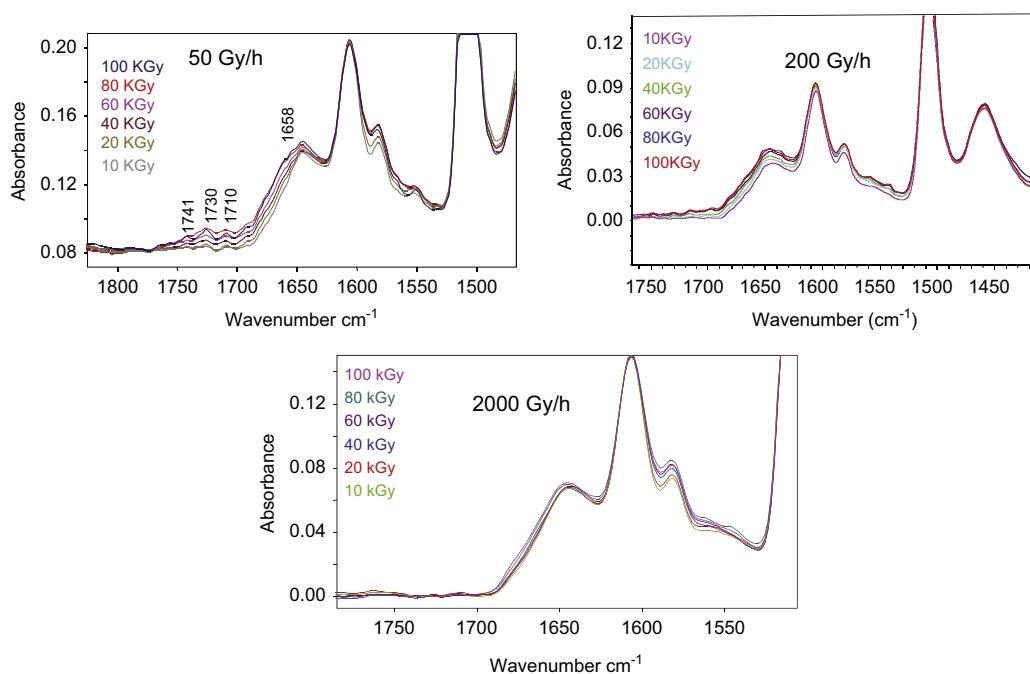 50 Gy/h
0.20
0.16
0.12
0.08
Absorbance
100 KGy
80 KGy
60 KGy
40 KGy
20 KGy
10 KGy
1741
1730
1710
1658
1800 1750 1700 1650 1600 1550 1500
Wavenumber cm-1
200 Gy/h
0.12
0.09
0.06
0.03
0.00
Absorbance
10KGy
20KGy
40KGy
60KGy
80KGy
100KGy
1750 1700 1650 1600 1550 1500 1450
Wavenumber (cm-1)
2000 Gy/h
0.12
0.08
0.04
0.00
Absorbance
100 kGy
80 kGy
60 kGy
40 kGy
20 kGy
10 kGy
1750 1700 1650 1600 1550
Wavenumber cm-1